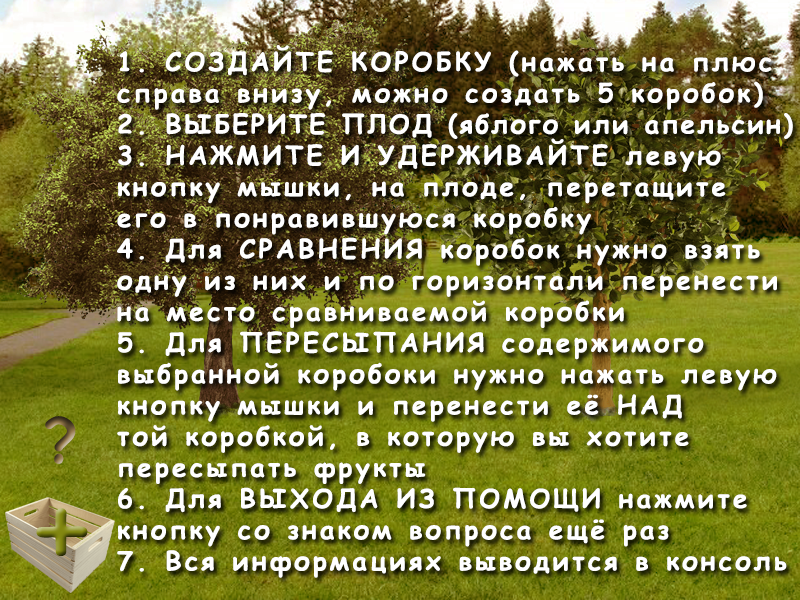 1. СОЗДАЙТЕ КОРОБКУ (нажать на плюс
справа внизу, можно создать 5 коробок)
2. ВЫБЕРИТЕ ПЛОД (яблого или апельсин)
3. НАЖМИТЕ И УДЕРЖИВАЙТЕ левую
кнопку мышки, на плоде, перетащите
его в понравившуюся коробку
4. Для СРАВНЕНИЯ коробок нужно взять
одну из них и по горизонтали перенести
на место сравниваемой коробки
5. Для ПЕРЕСЫПАНИЯ содержимого
выбранной коробоки нужно нажать левую
кнопку мышки и перенести её НАД
той коробкой, в которую вы хотите
пересыпать фрукты
6. Для ВЫХОДА ИЗ ПОМОЩИ нажмите
кнопку со знаком вопроса ещё раз
7. Вся информациях выводится в консоль
?
+